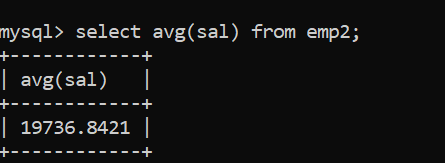 mysql> select avg(sal) from emp2;
+------------+
| avg(sal)   |
+------------+
| 19736.8421 |
+------------+